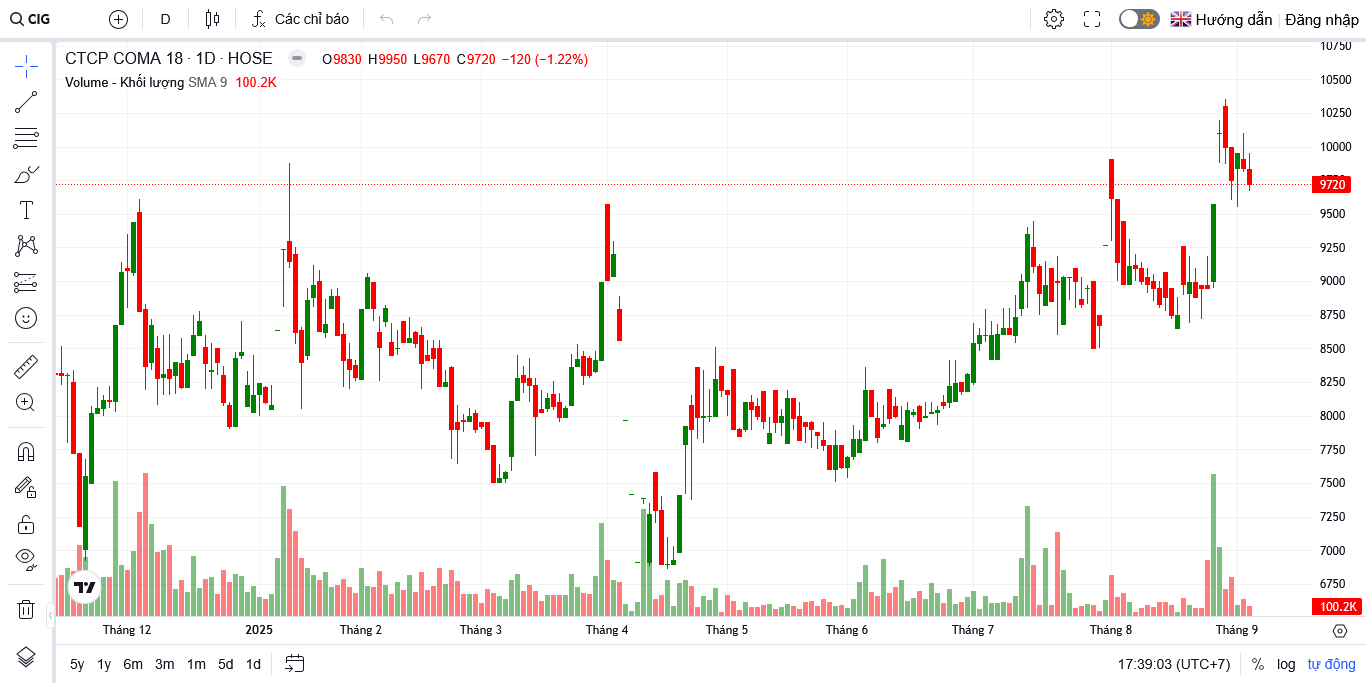 CIG D Các chỉ báo Hướng dẫn Đăng nhập
CTCP COMA 18 · 1D · HOSE O9830 H9950 L9670 C9720 −120 (−1.22%)
Volume - Khối lượng SMA 9 100.2K
10750
10500
10250
10000
9720
9500
9250
9000
8750
8500
8250
8000
7750
7500
7250
7000
6750
100.2K
Tháng 12 2025 Tháng 2 Tháng 3 Tháng 4 Tháng 5 Tháng 6 Tháng 7 Tháng 8 Tháng 9
5y 1y 6m 3m 1m 5d 1d 17:39:03 (UTC+7) % log tự động